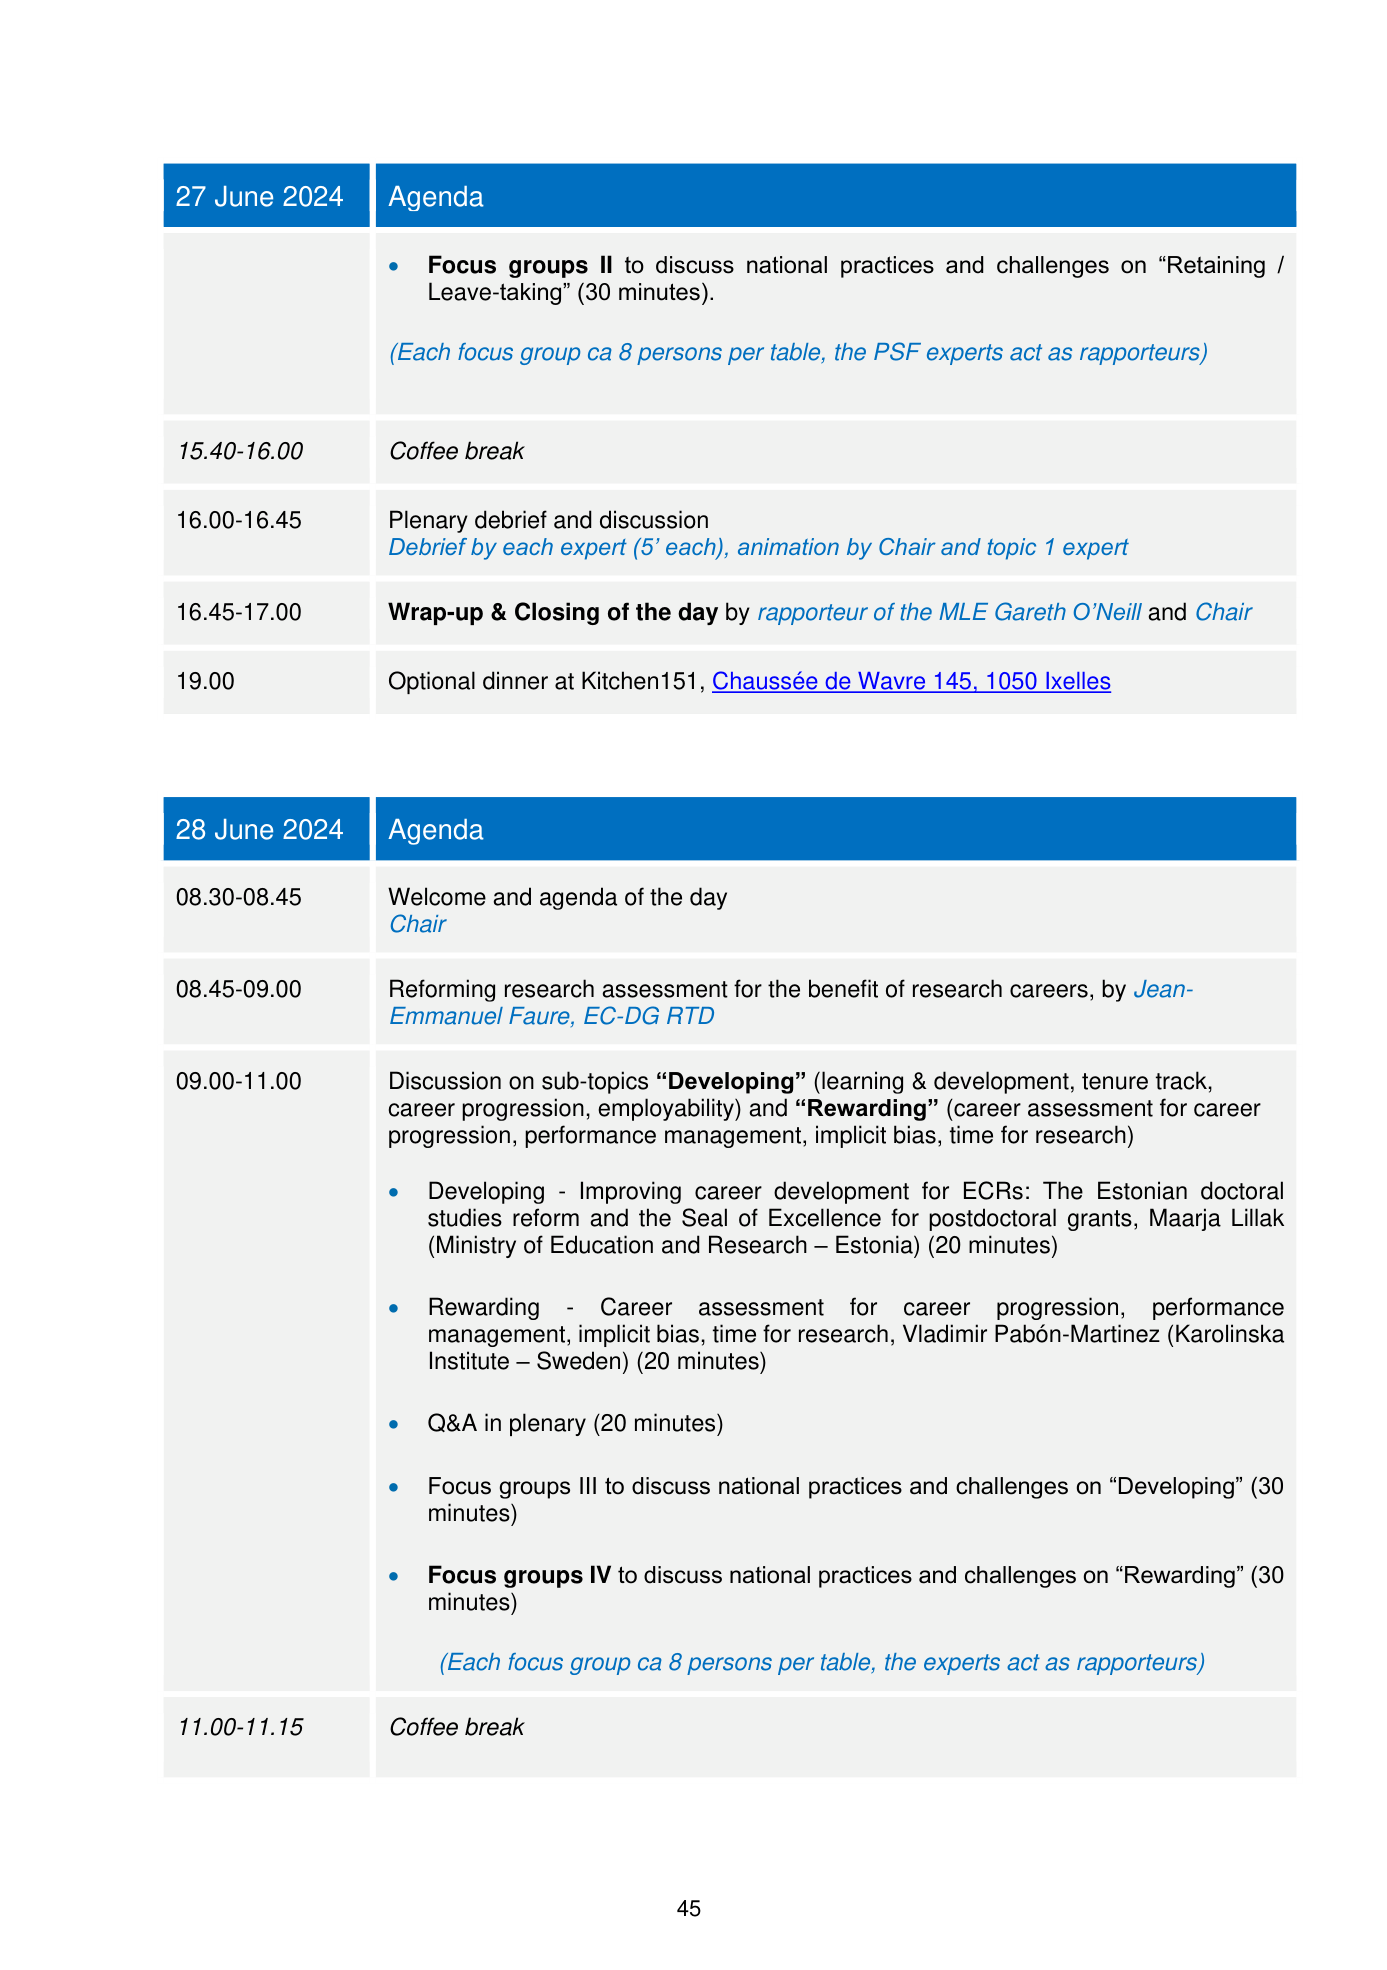 27 June 2024 Agenda
• Focus groups II to discuss national practices and challenges on “Retaining /
Leave-taking” (30 minutes).
(Each focus group ca 8 persons per table, the PSF experts act as rapporteurs)
15.40-16.00 Coffee break
16.00-16.45 Plenary debrief and discussion
Debrief by each expert (5’ each), animation by Chair and topic 1 expert
16.45-17.00 Wrap-up & Closing of the day by rapporteur of the MLE Gareth O’Neill and Chair
19.00 Optional dinner at Kitchen151, Chaussée de Wavre 145, 1050 Ixelles
28 June 2024 Agenda
08.30-08.45 Welcome and agenda of the day
Chair
08.45-09.00 Reforming research assessment for the benefit of research careers, by Jean-
Emmanuel Faure, EC-DG RTD
09.00-11.00 Discussion on sub-topics “Developing” (learning & development, tenure track,
career progression, employability) and “Rewarding” (career assessment for career
progression, performance management, implicit bias, time for research)
• Developing - Improving career development for ECRs: The Estonian doctoral
studies reform and the Seal of Excellence for postdoctoral grants, Maarja Lillak
(Ministry of Education and Research – Estonia) (20 minutes)
• Rewarding - Career assessment for career progression, performance
management, implicit bias, time for research, Vladimir Pabón-Martinez (Karolinska
Institute – Sweden) (20 minutes)
• Q&A in plenary (20 minutes)
• Focus groups III to discuss national practices and challenges on “Developing” (30
minutes)
• Focus groups IV to discuss national practices and challenges on “Rewarding” (30
minutes)
(Each focus group ca 8 persons per table, the experts act as rapporteurs)
11.00-11.15 Coffee break
45